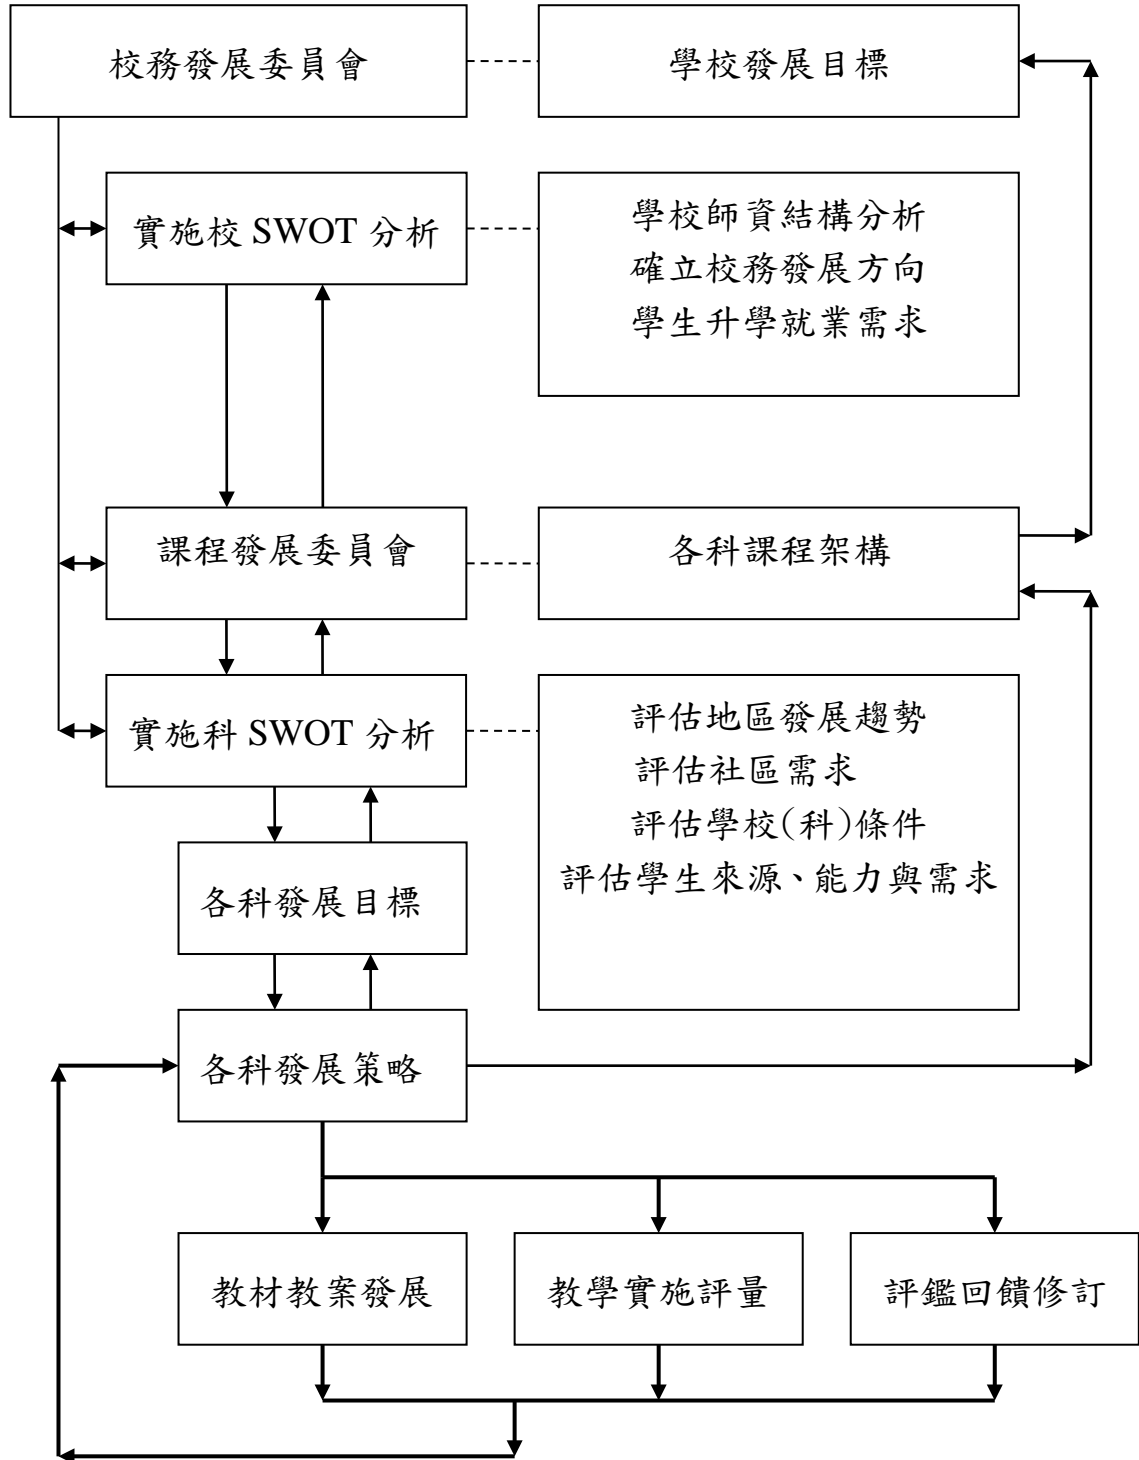 校務發展委員會
學校發展目標
實施校 SWOT 分析
學校師資結構分析
確立校務發展方向
學生升學就業需求
課程發展委員會
各科課程架構
實施科 SWOT 分析
評估地區發展趨勢
評估社區需求
評估學校(科)條件
評估學生來源、能力與需求
各科發展目標
各科發展策略
教材教案發展
教學實施評量
評鑑回饋修訂